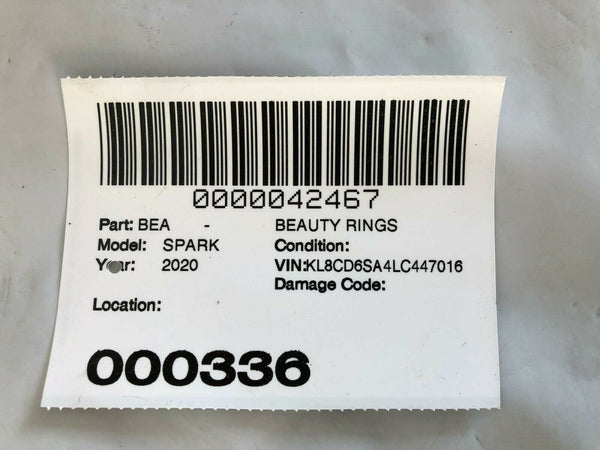 0000042467
Part: BEA - BEAUTY RINGS
Model: SPARK Condition:
Year: 2020 VIN:KL8CD6SA4LC447016
Damage Code:
Location:
000336